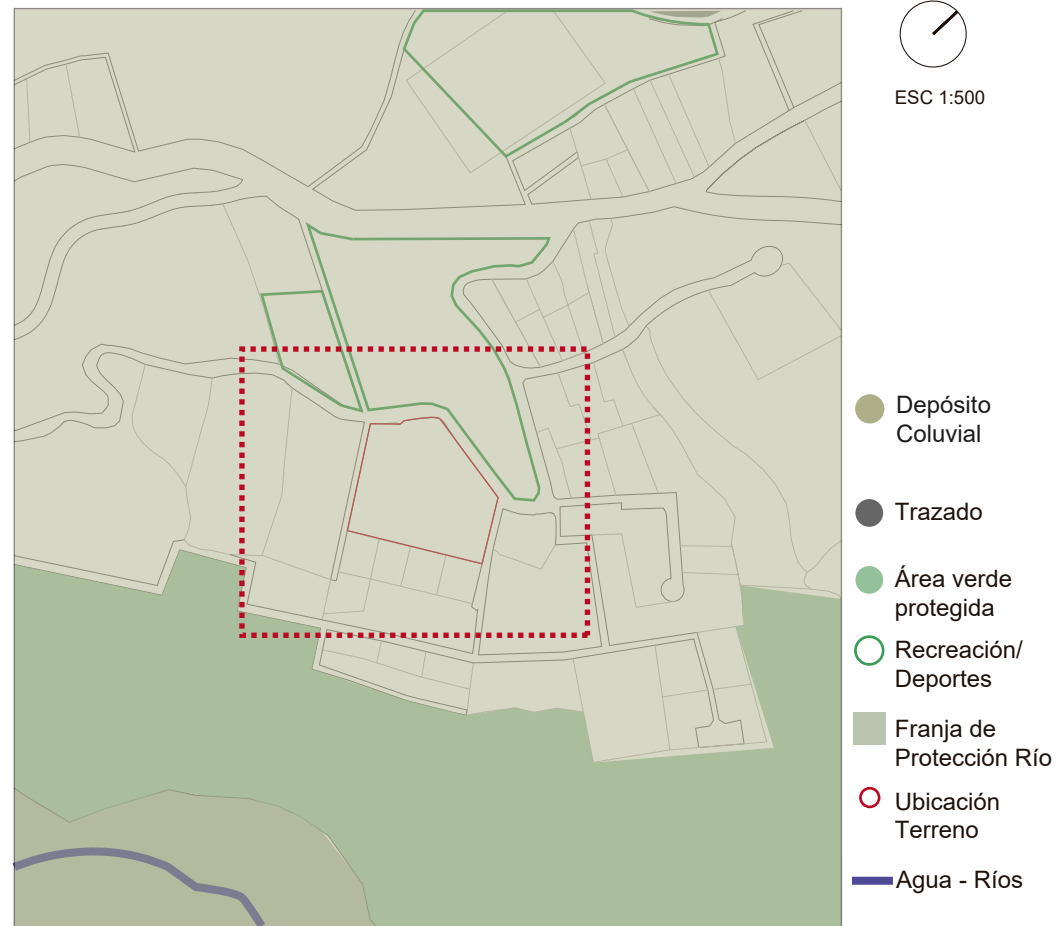 ESC 1:500
Depósito
Coluvial
Trazado
Área verde
protegida
Recreación/
Deportes
Franja de
Protección Río
Ubicación
Terreno
Agua - Ríos